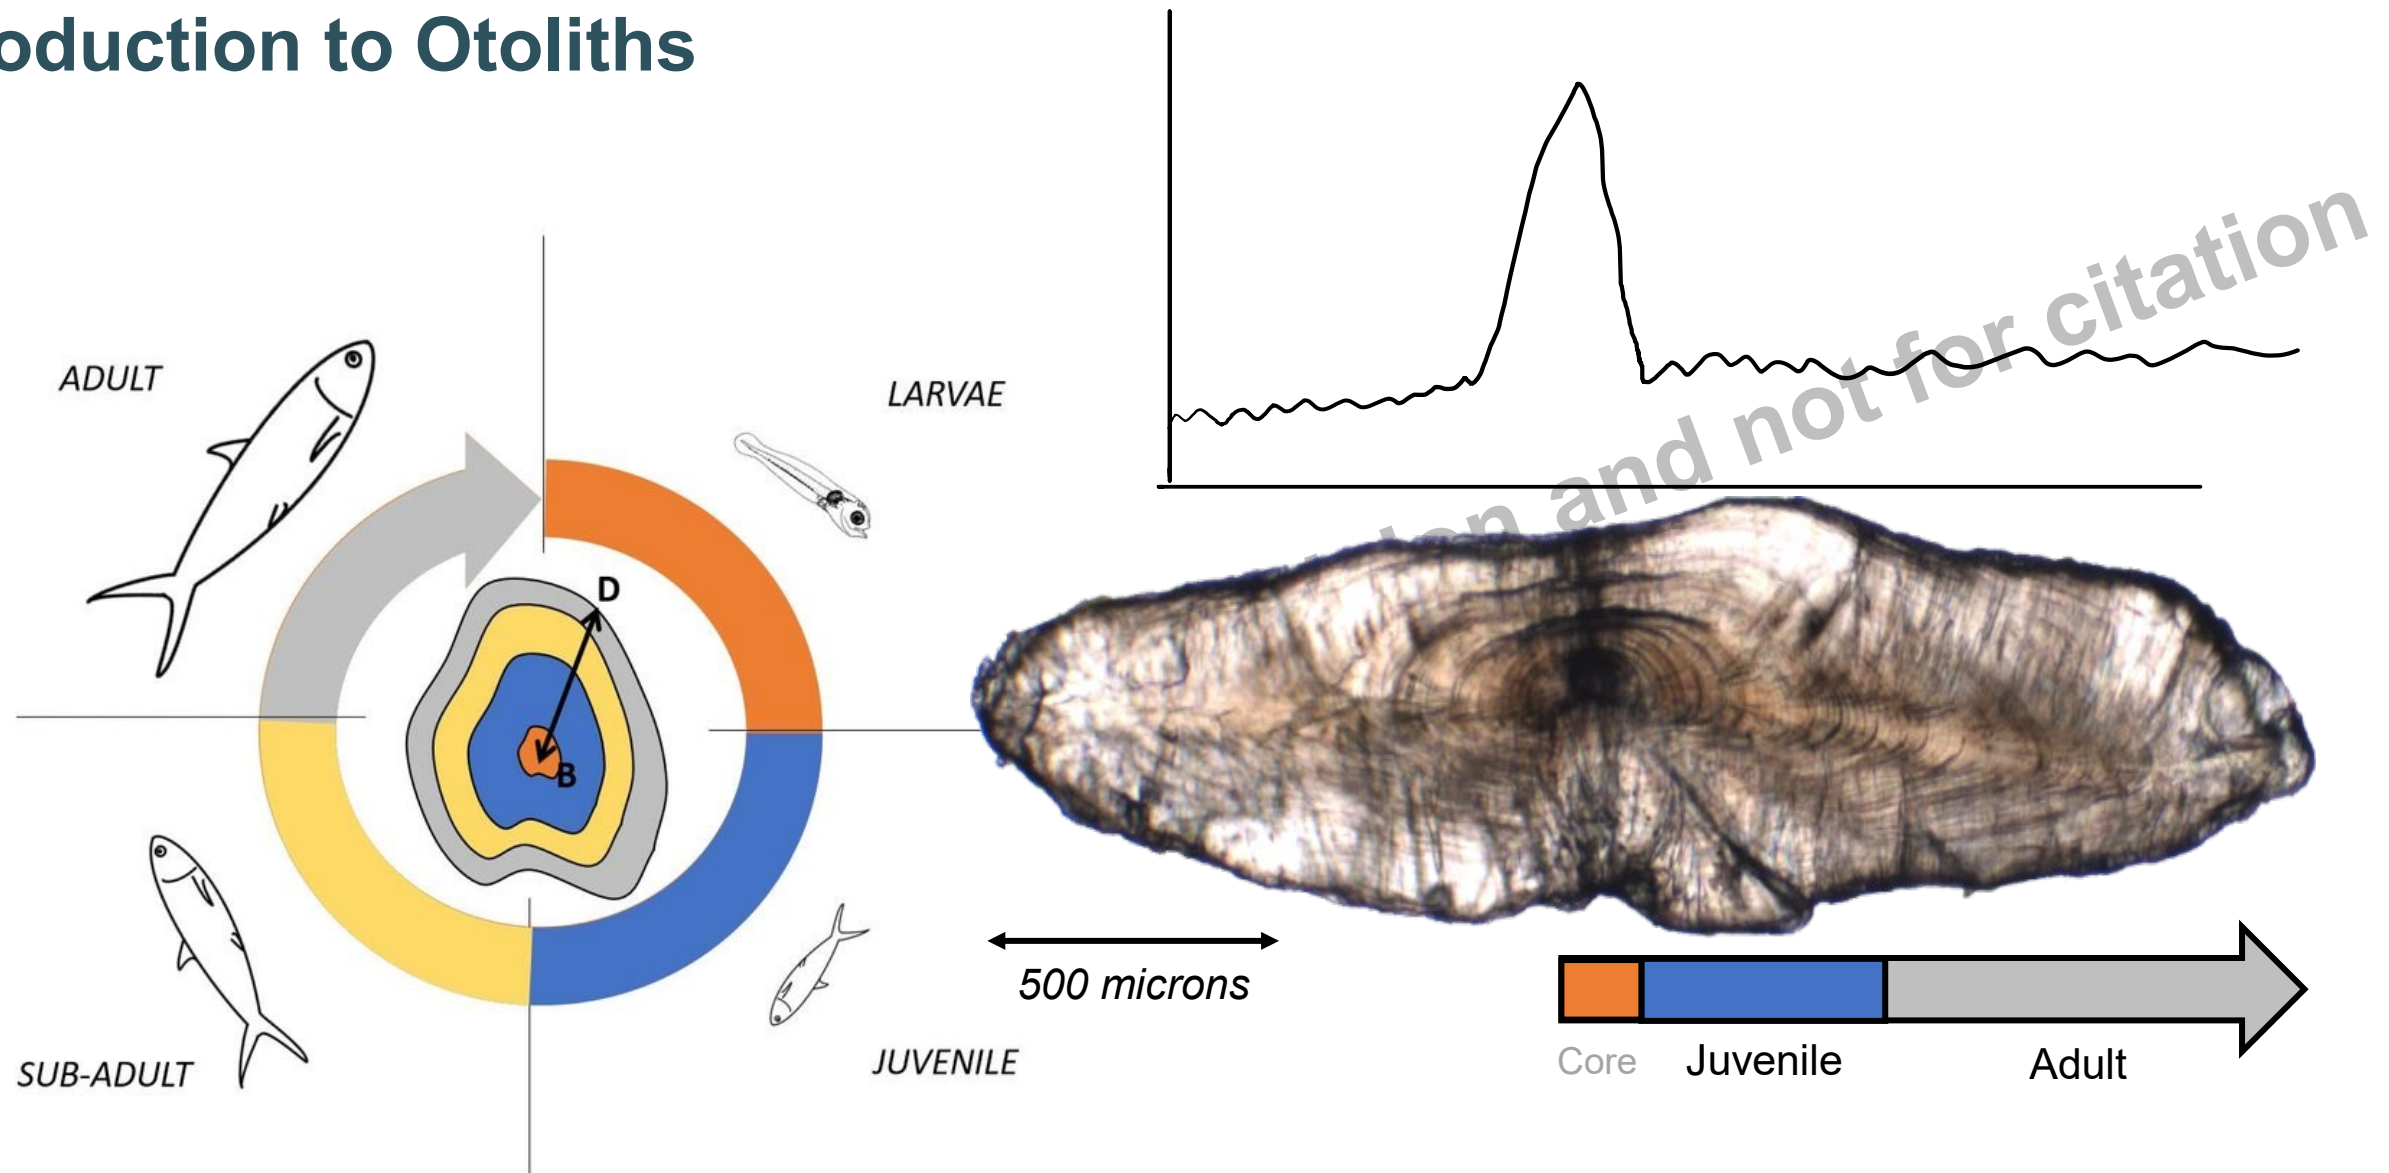 oduction to Otoliths
and not for citation
ADULT
LARVAE
D
B
500 microns
SUB-ADULT
JUVENILE
Core
Juvenile
Adult